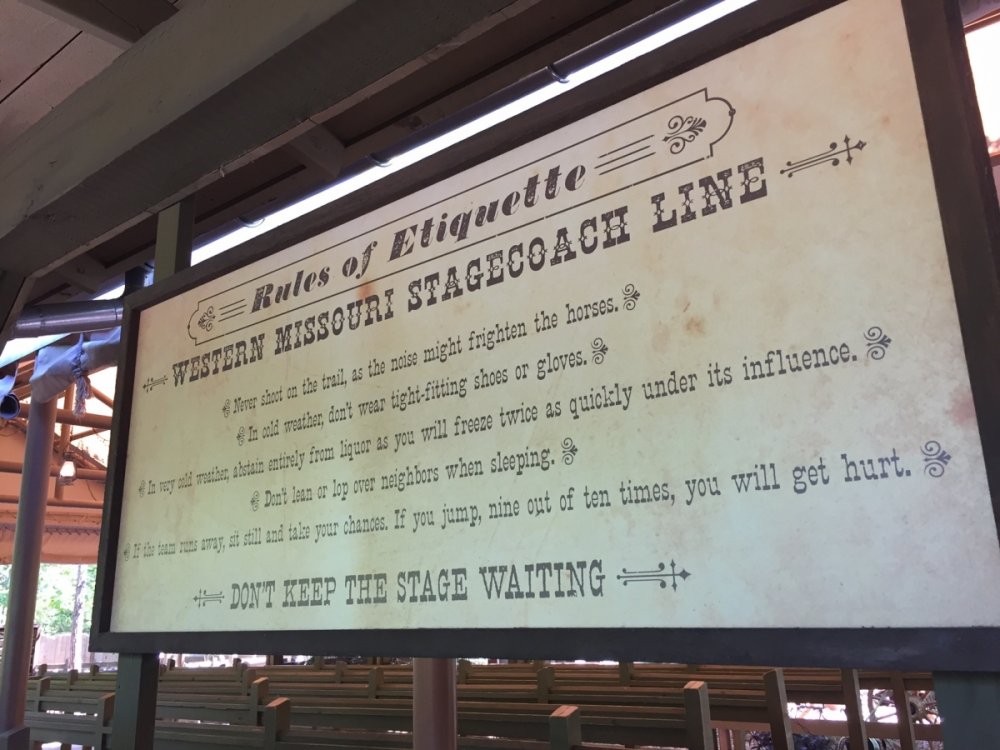 Rules of Etiquette
WESTERN MISSOURI STAGECOACH LINE
Never shoot on the trail, as the noise might frighten the horses.
In cold weather, don't wear tight-fitting shoes or gloves.
In very cold weather, abstain entirely from liquor as you will freeze twice as quickly under its influence.
Don't lean or lop over neighbors when sleeping.
If the team runs away, sit still and take your chances. If you jump, nine out of ten times, you will get hurt.
DON'T KEEP THE STAGE WAITING